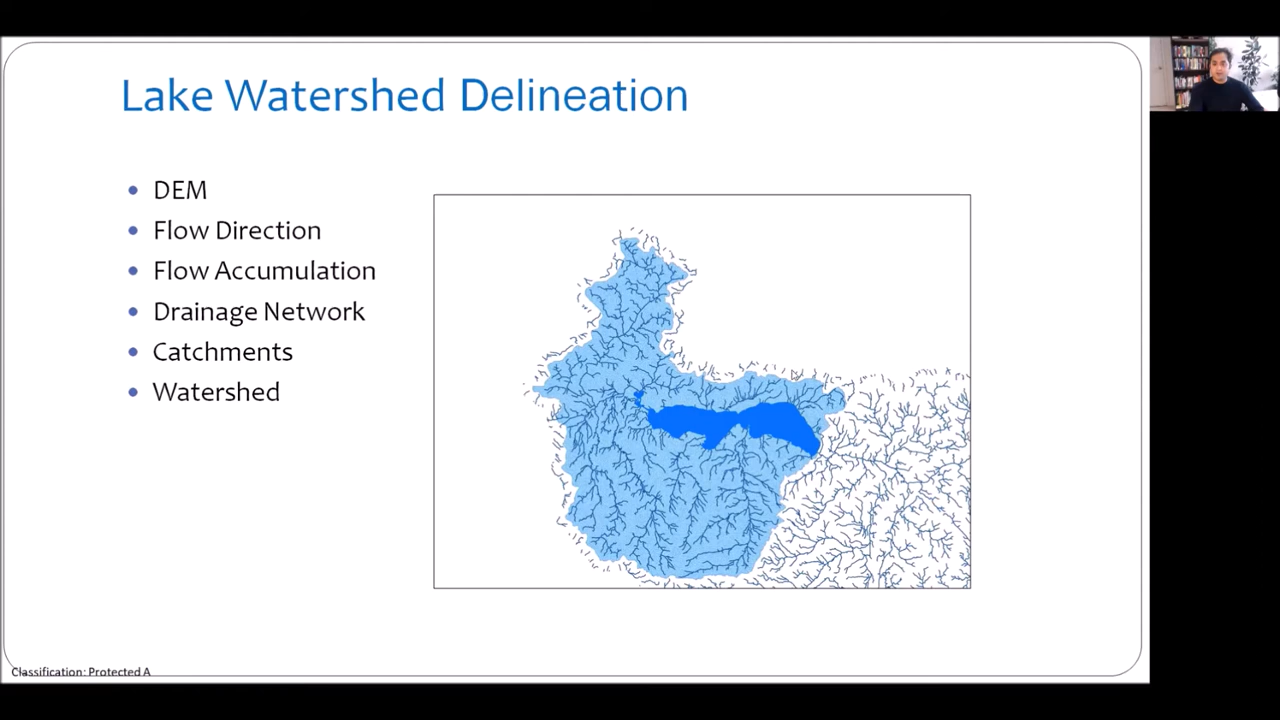 Lake Watershed Delineation
DEM
Flow Direction
Flow Accumulation
Drainage Network
Catchments
Watershed
Classification: Protected A